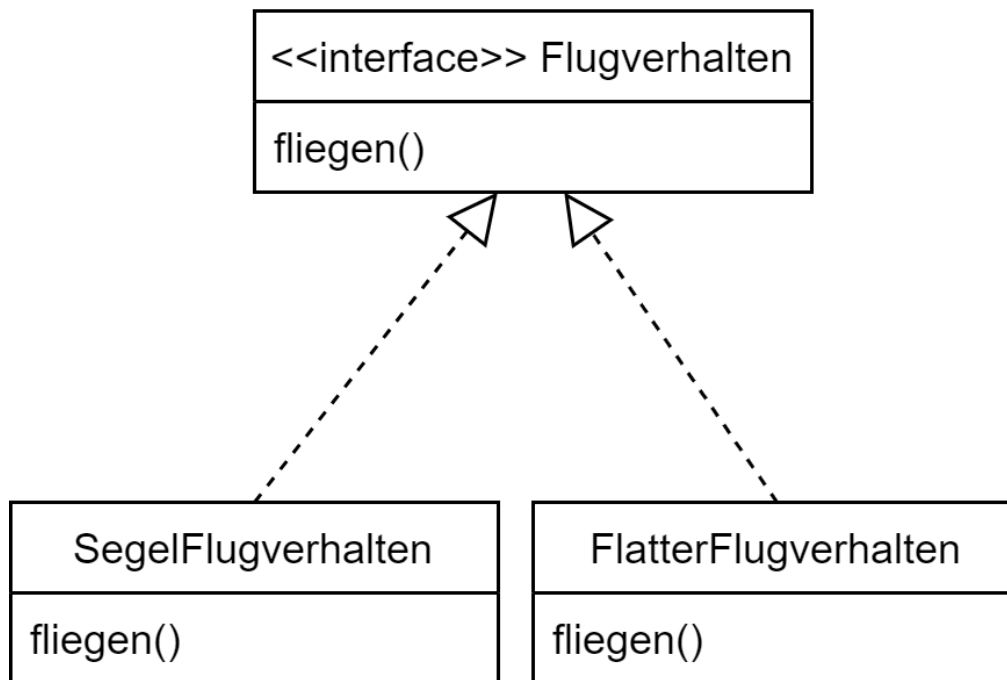 <<interface>> Flugverhalten
fliegen()
SegelFlugverhalten
fliegen()
FlatterFlugverhalten
fliegen()